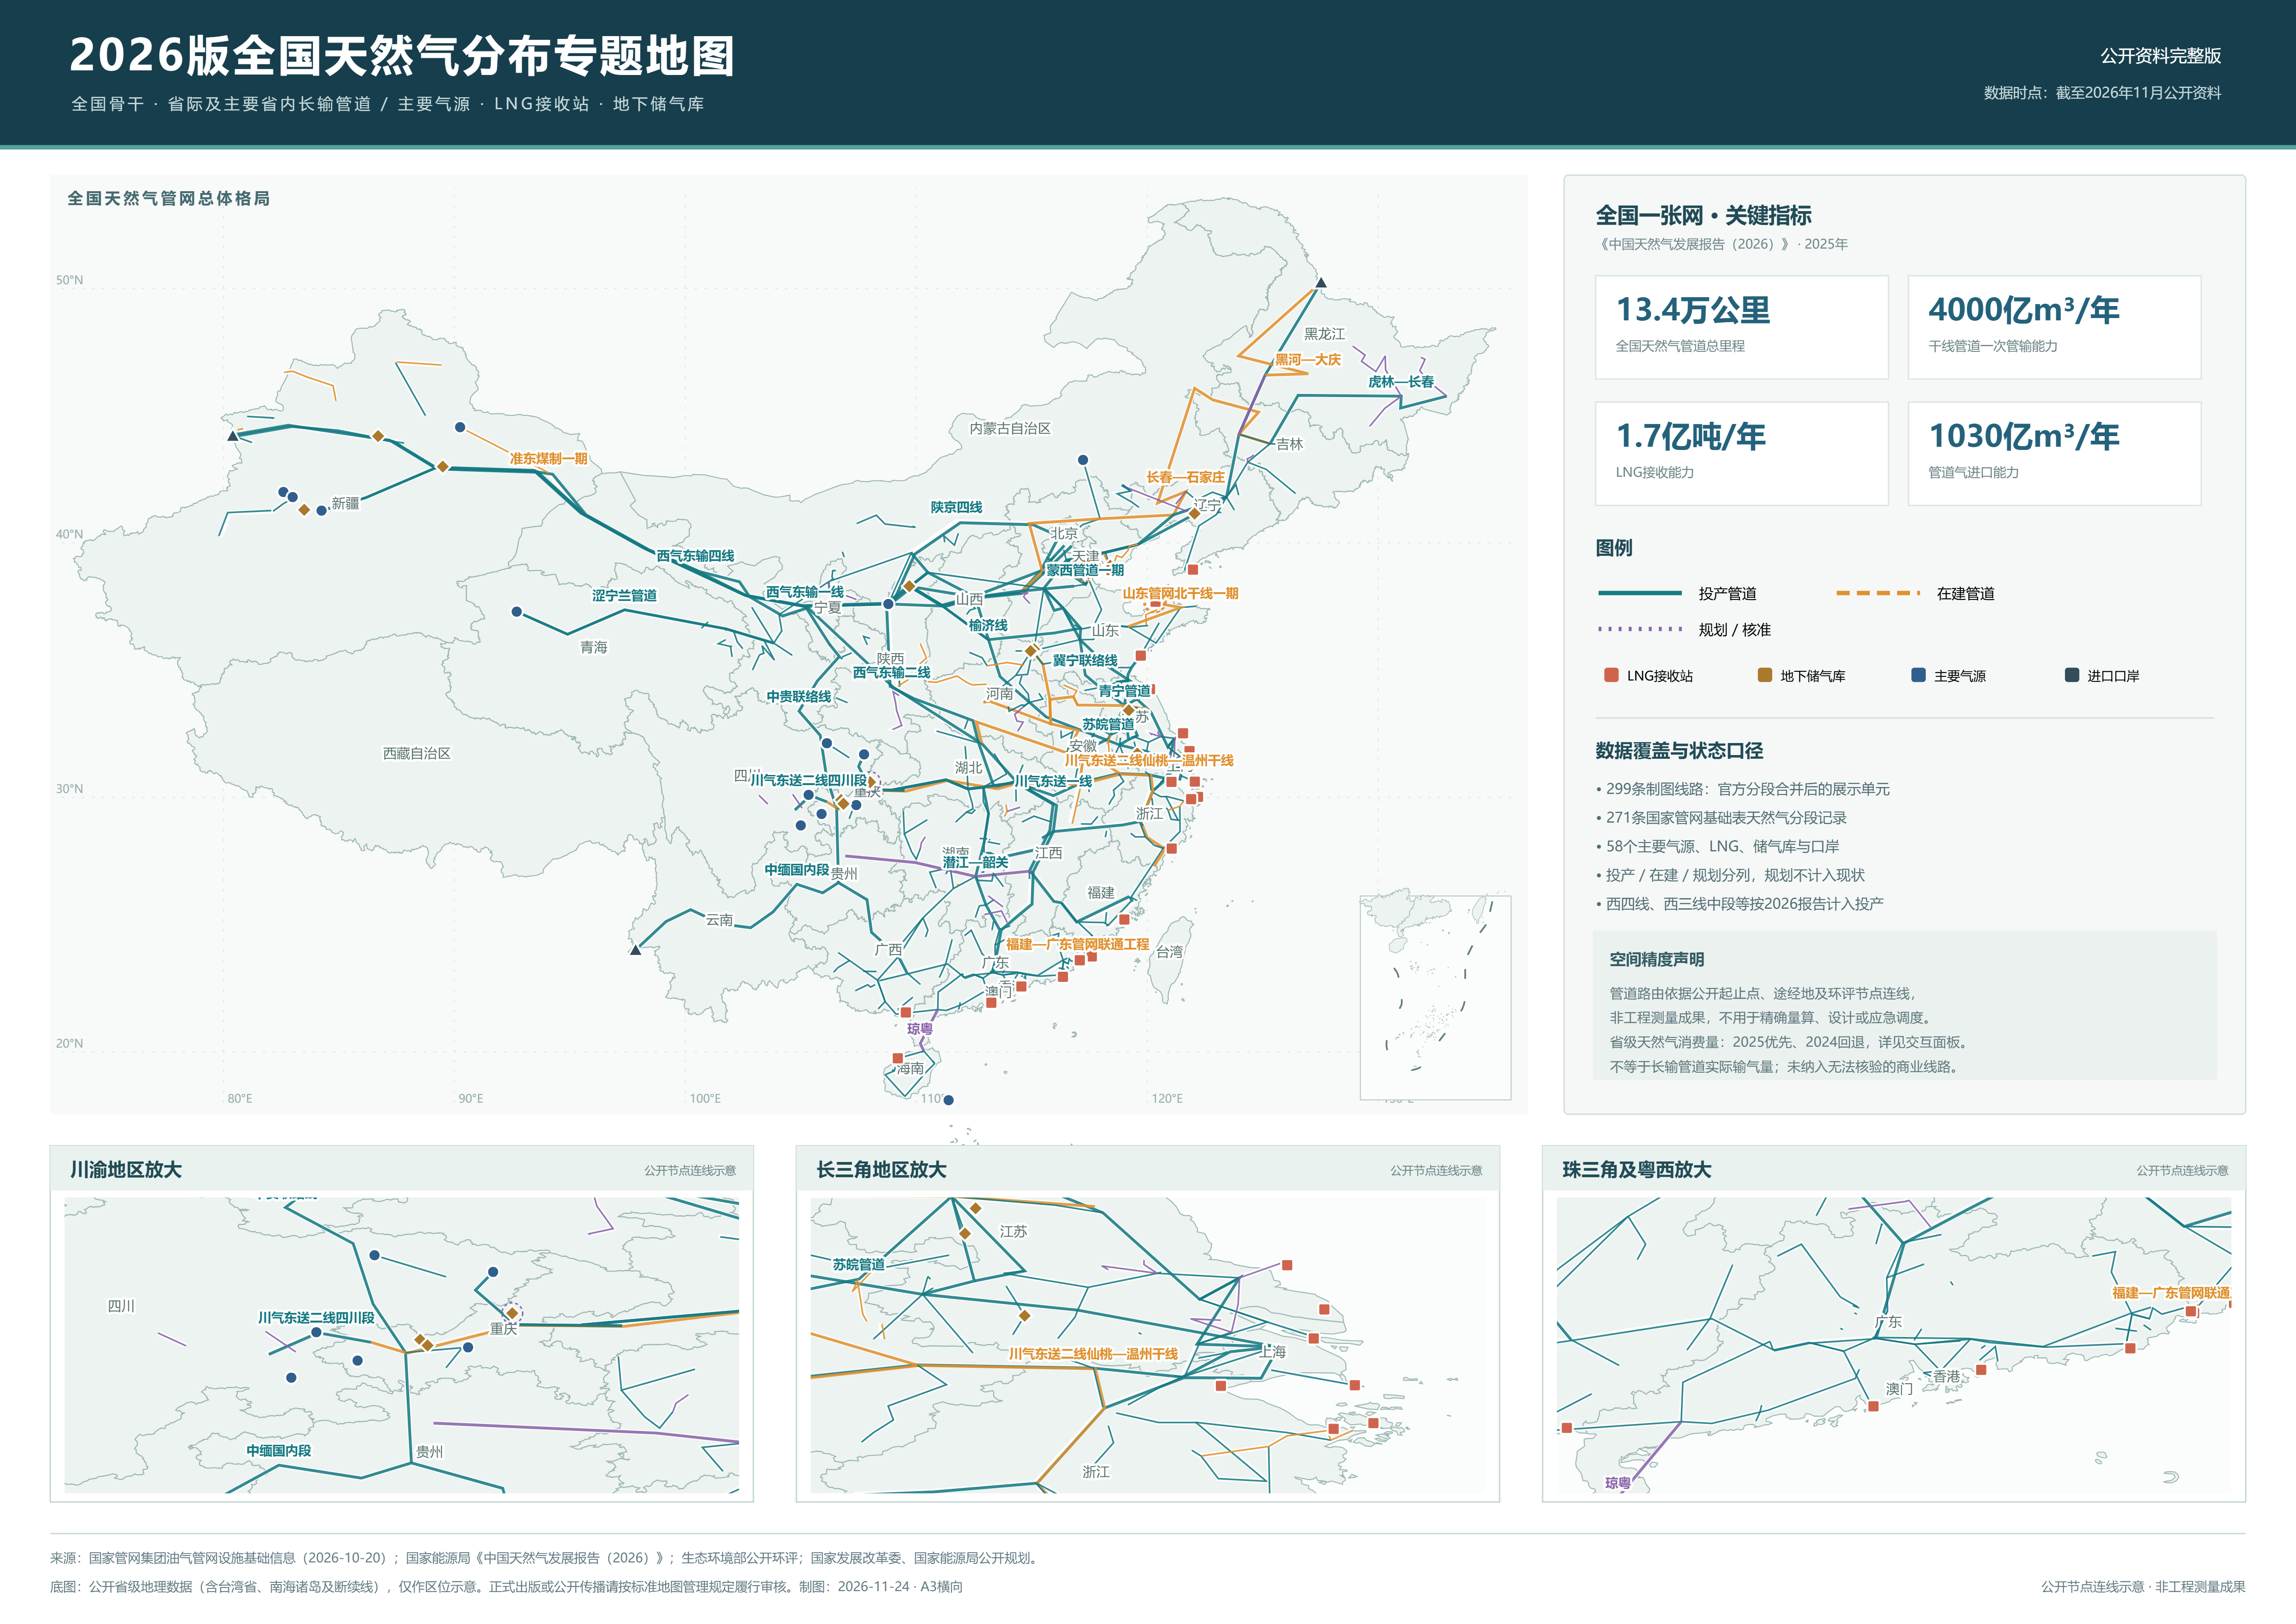 2026版全国天然气分布专题地图
全国骨干 · 省际及主要省内长输管道 / 主要气源 · LNG接收站 · 地下储气库
公开资料完整版
数据时点：截至2026年11月公开资料
全国天然气管网总体格局
50°N
40°N
30°N
20°N
80°E
90°E
100°E
110°
120°E
黑龙江
黑河—大庆
虎林—长春
内蒙古自治区
吉林
准东煤制一期
长春—石家庄
新疆
辽宁
陕京四线
北京
西气东输四线
天津
蒙西管道一期
涩宁兰管道
西气东输一线
宁夏
山西
山东管网北干线一期
榆济线
山东
青海
陕西
西气东输二线
冀宁联络线
中贵联络线
河南
青宁管道
苏
苏皖管道
西藏自治区
安徽
川气东送二线仙桃—温州干线
湖北
川气东送二线四川段
川气东送一线
重庆
浙江
湖南
江西
潜江—韶关
中缅国内段
贵州
福建
云南
广西
福建—广东管网联通工程
台湾
广东
澳门
琼粤
海南
全国一张网 · 关键指标
《中国天然气发展报告（2026）》 · 2025年
13.4万公里
全国天然气管道总里程
4000亿m³/年
干线管道一次管输能力
1.7亿吨/年
LNG接收能力
1030亿m³/年
管道气进口能力
图例
投产管道
在建管道
规划 / 核准
LNG接收站
地下储气库
主要气源
进口口岸
数据覆盖与状态口径
• 299条制图线路：官方分段合并后的展示单元
• 271条国家管网基础表天然气分段记录
• 58个主要气源、LNG、储气库与口岸
• 投产 / 在建 / 规划分列，规划不计入现状
• 西四线、西三线中段等按2026报告计入投产
空间精度声明
管道路由依据公开起止点、途经地及环评节点连线，
非工程测量成果，不用于精确量算、设计或应急调度。
省级天然气消费量：2025优先、2024回退，详见交互面板。
不等于长输管道实际输气量；未纳入无法核验的商业线路。
川渝地区放大
公开节点连线示意
四川
川气东送二线四川段
重庆
中缅国内段
贵州
长三角地区放大
公开节点连线示意
江苏
苏皖管道
川气东送二线仙桃—温州干线
上海
浙江
珠三角及粤西放大
公开节点连线示意
福建—广东管网联通
广东
香港
澳门
琼粤
来源：国家管网集团油气管网设施基础信息（2026-10-20）；国家能源局《中国天然气发展报告（2026）》；生态环境部公开环评；国家发展改革委、国家能源局公开规划。
底图：公开省级地理数据（含台湾省、南海诸岛及断续线），仅作区位示意。正式出版或公开传播请按标准地图管理规定履行审核。制图：2026-11-24 · A3横向
公开节点连线示意 · 非工程测量成果